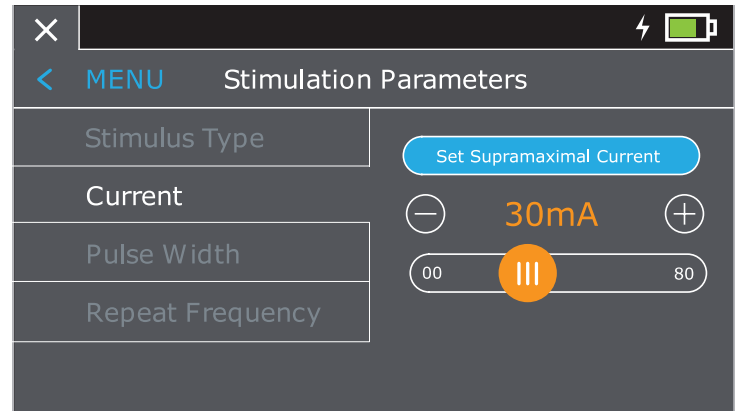 MENU Stimulation Parameters
Stimulus Type
Current
Pulse Width
Repeat Frequency
Set Supramaximal Current
30mA
00 80